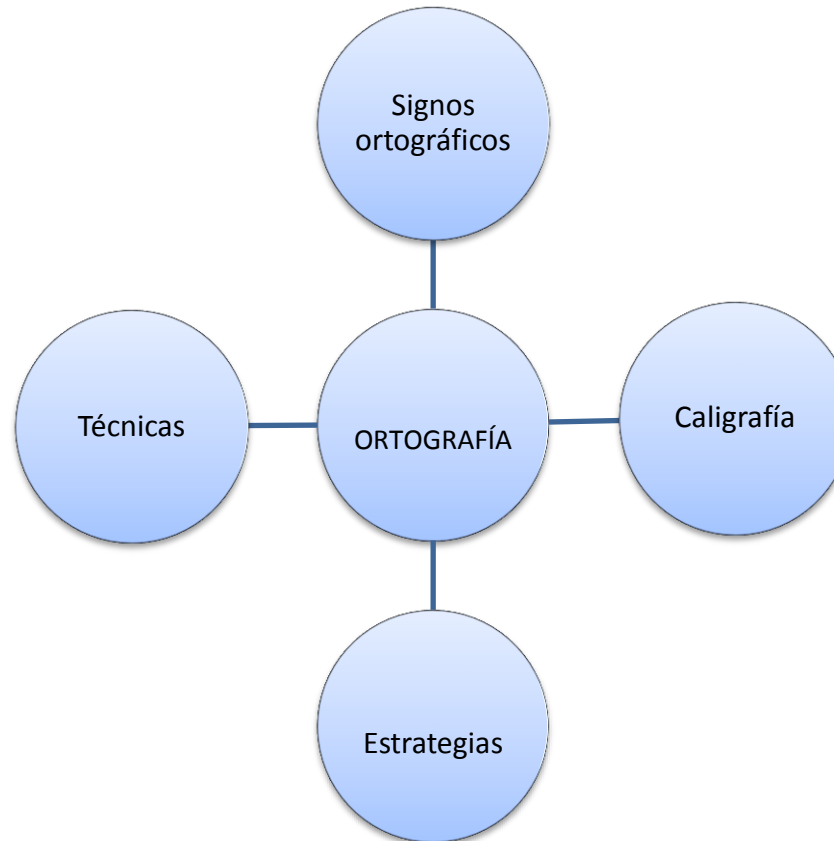 Signos
ortográficos
Técnicas
ORTOGRAFÍA
Caligrafía
Estrategias